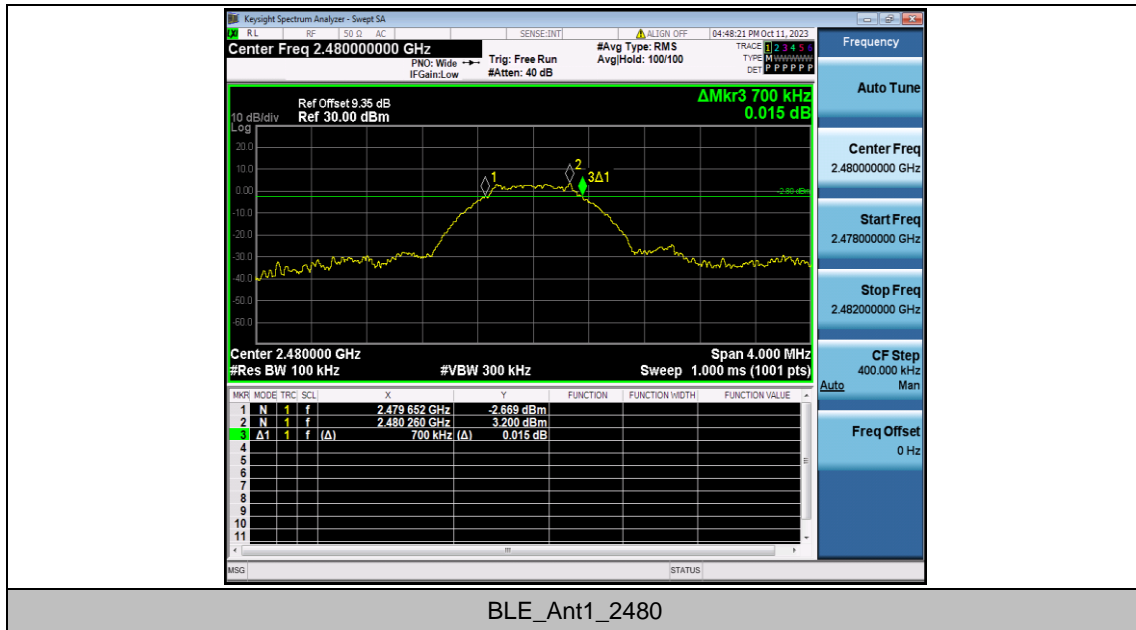 Keysight Spectrum Analyzer - Swept SA
RL RF 50 Ω AC SENSE:INT ALIGN OFF 04:48:21 PM Oct 11, 2023
Center Freq 2.480000000 GHz
PNO: Wide Trig: Free Run #Avg Type: RMS TRACE 1 2 3 4 5 6
IFGain:Low #Atten: 40 dB Avg|Hold: 100/100 TYPE M WWWWW
DET P P P P P P
Frequency
Auto Tune
Center Freq
2.480000000 GHz
Start Freq
2.478000000 GHz
Stop Freq
2.482000000 GHz
CF Step
400.000 kHz
Auto Man
Freq Offset
0 Hz
ΔMkr3 700 kHz
0.015 dB
Ref Offset 9.35 dB
10 dB/div Ref 30.00 dBm
Log
20.0
10.0
0.00
-10.0
-20.0
-30.0
-40.0
-50.0
-60.0
1
2
3Δ1
-2.80 dBm
Center 2.480000 GHz Span 4.000 MHz
#Res BW 100 kHz #VBW 300 kHz Sweep 1.000 ms (1001 pts)
MKR MODE TRC SCL X Y FUNCTION FUNCTION WIDTH FUNCTION VALUE
1 N 1 f 2.479 652 GHz -2.669 dBm
2 N 1 f 2.480 260 GHz 3.200 dBm
3 Δ1 1 f (Δ) 700 kHz (Δ) 0.015 dB
4
5
6
7
8
9
10
11
MSG STATUS
BLE_Ant1_2480